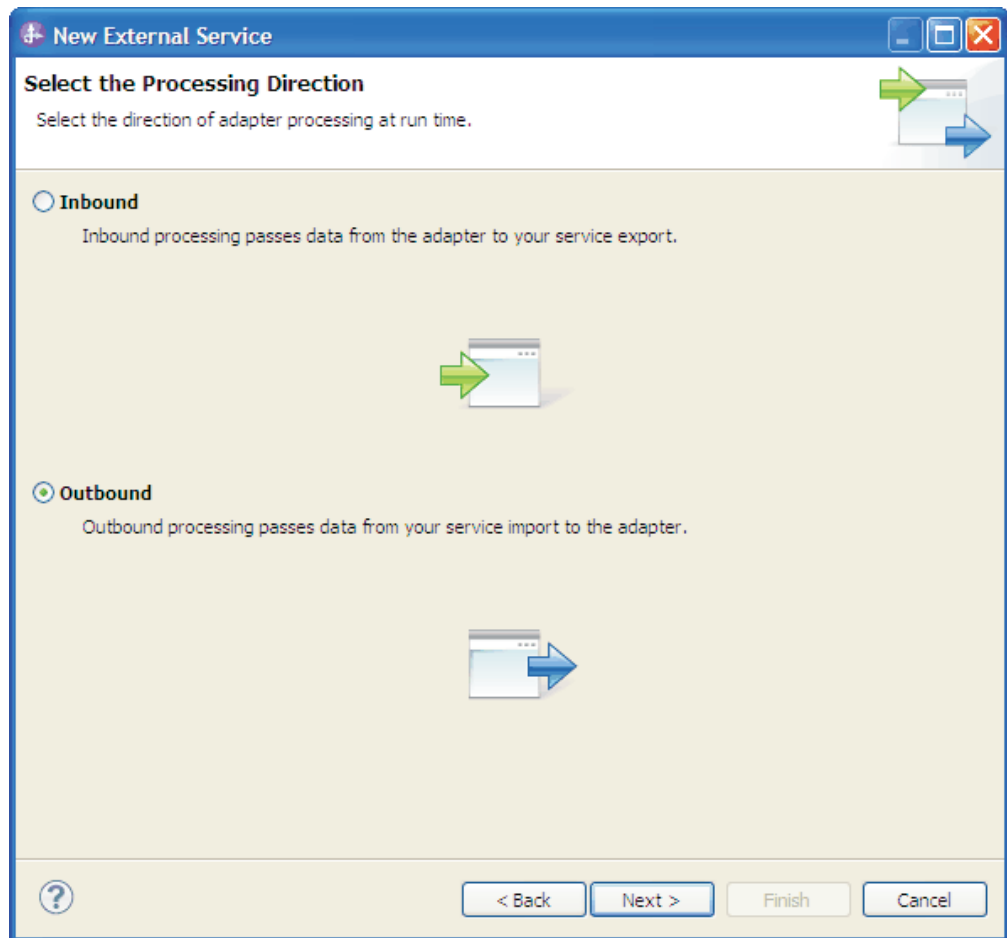 New External Service
Select the Processing Direction
Select the direction of adapter processing at run time.
Inbound
Inbound processing passes data from the adapter to your service export.
Outbound
Outbound processing passes data from your service import to the adapter.
?
< Back Next > Finish Cancel